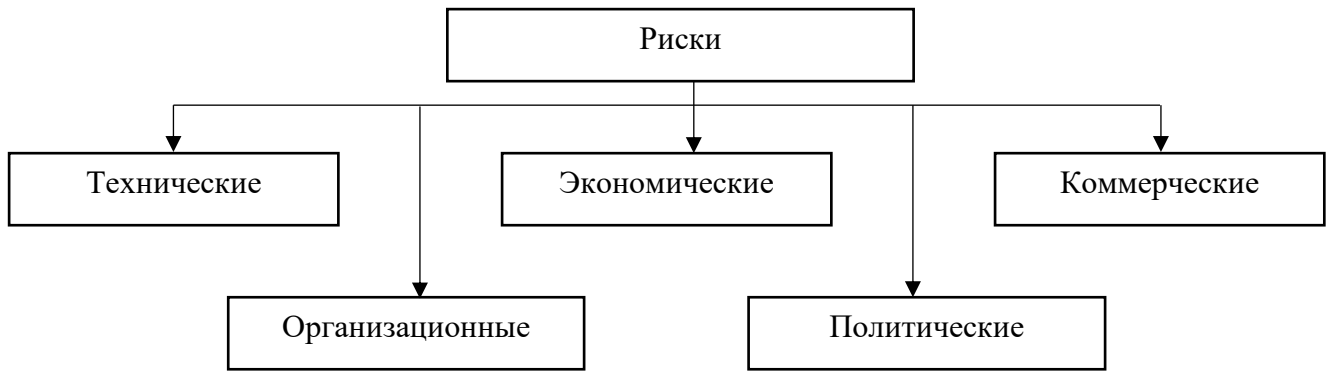 Риски
Технические
Экономические
Коммерческие
Организационные
Политические